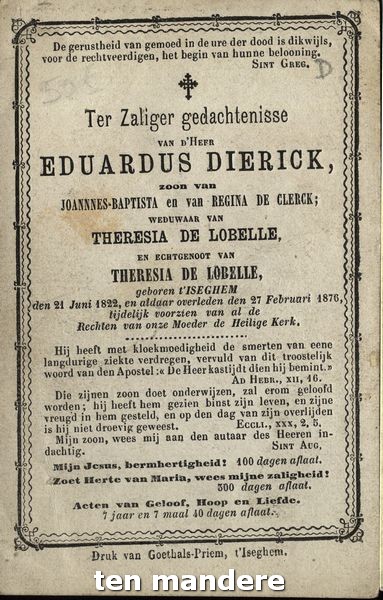 De gerustheid van gemoed in de ure der dood is dikwijls,
voor de rechtveerdigen, het begin van hunne belooning.
SINT GREG.
D
Ter Zaliger gedachtenisse
VAN D'HEER
EDUARDUS DIERICK,
zoon van
JOANNNES-BAPTISTA en van REGINA DE CLERCK;
WEDUWAAR VAN
THERESIA DE LOBELLE,
EN ECHTGENOOT VAN
THERESIA DE LOBELLE,
geboren t'ISEGHEM
den 21 Juni 1822, en aldaar overleden den 27 Februari 1876,
tijdelijk voorzien van al de
Rechten van onze Moeder de Heilige Kerk.
Hij heeft met kloekmoedigheid de smerten van eene
langdurige ziekte verdregen, vervuld van dit troostelijk
woord van den Apostel: « De Heer kastijdt dien hij bemint. »
AD HEBR., XII, 16.
Die zijnen zoon doet onderwijzen, zal erom geloofd
worden; hij heeft hem gezien binst zijn leven, en zijne
vreugd in hem gesteld, en op den dag van zijn overlijden
is hij niet droevig geweest. ECCLI., XXX, 2, 5.
Mijn zoon, wees mij aan den autaar des Heeren in-
dachtig. SINT AUG.
Mijn Jesus, bermhertigheid! 100 dagen aflaat.
Zoet Herte van Maria, wees mijne zaligheid!
300 dagen aflaat.
Acten van Geloof, Hoop en Liefde.
7 jaar en 7 maal 40 dagen aflaat.
Druk van Goethals-Priem, t'Iseghem.
ten mandere